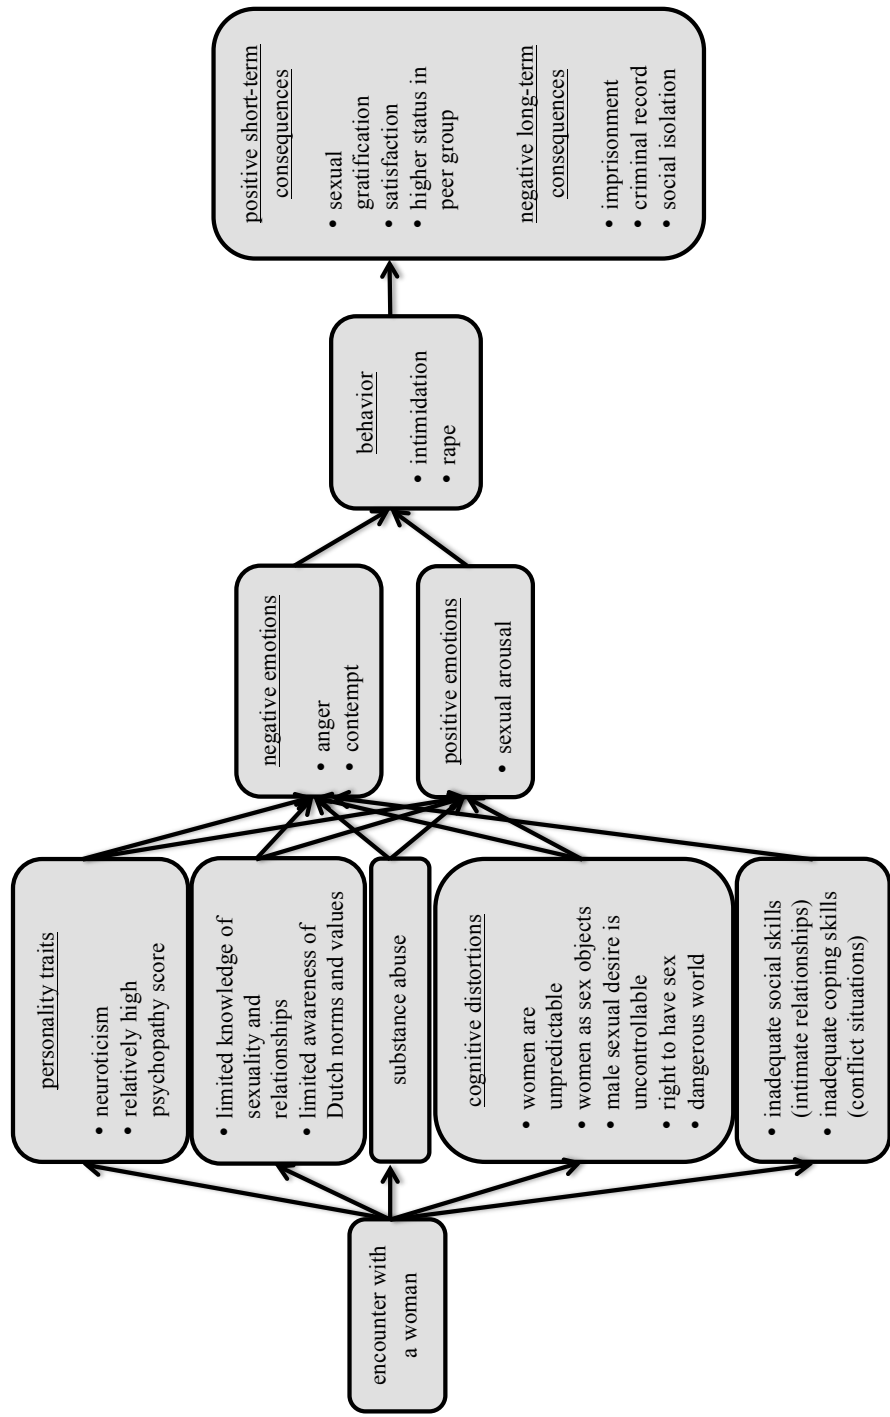 encounter with
a woman
personality traits
• neuroticism
• relatively high
psychopathy score
• limited knowledge of
sexuality and
relationships
• limited awareness of
Dutch norms and values
substance abuse
cognitive distortions
• women are
unpredictable
• women as sex objects
• male sexual desire is
uncontrollable
• right to have sex
• dangerous world
• inadequate social skills
(intimate relationships)
• inadequate coping skills
(conflict situations)
negative emotions
• anger
• contempt
positive emotions
• sexual arousal
behavior
• intimidation
• rape
positive short-term
consequences
• sexual
gratification
• satisfaction
• higher status in
peer group
negative long-term
consequences
• imprisonment
• criminal record
• social isolation